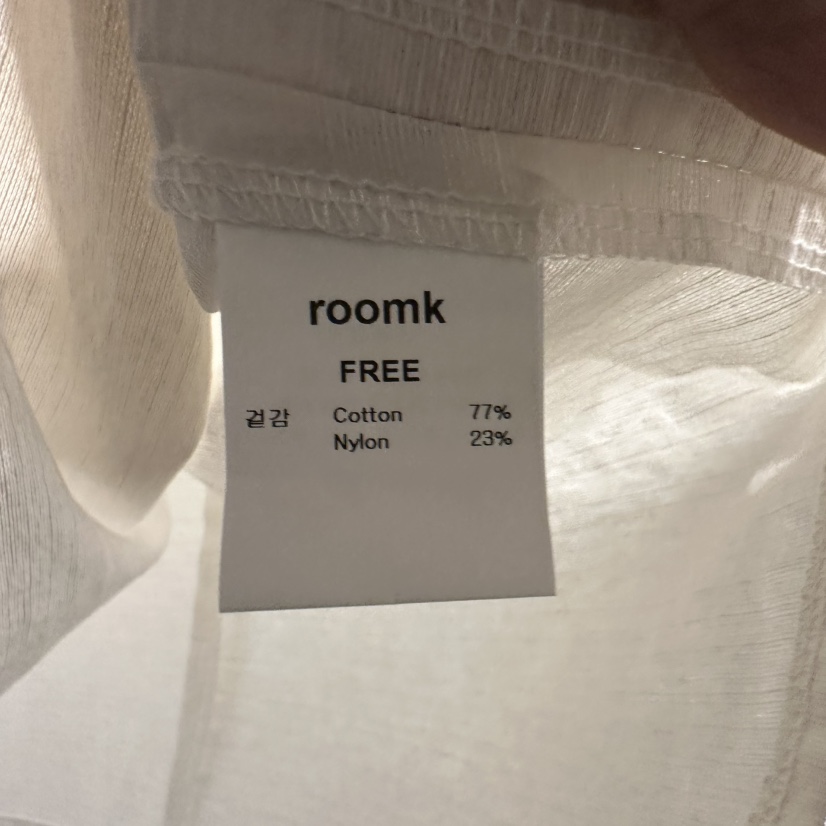 roomk
FREE
겉감 Cotton 77%
Nylon 23%